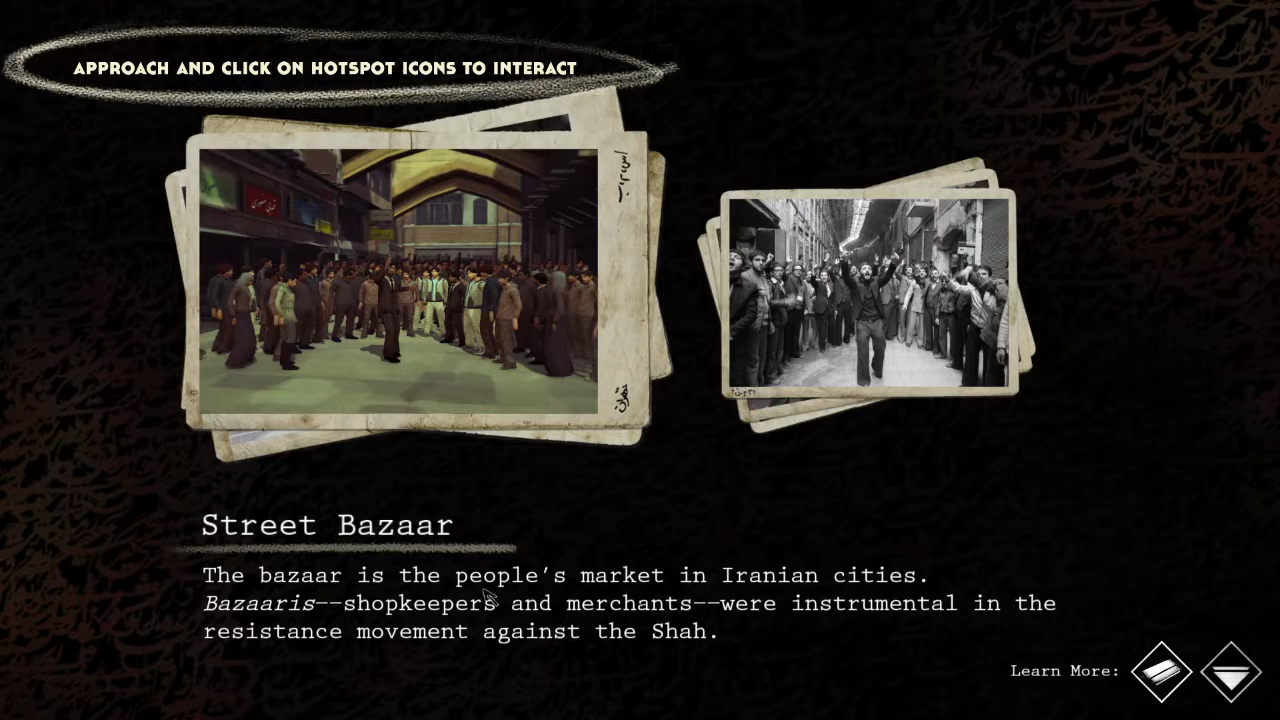 APPROACH AND CLICK ON HOTSPOT ICONS TO INTERACT
تهران
Street Bazaar
The bazaar is the people's market in Iranian cities.
Bazaaris--shopkeepers and merchants--were instrumental in the
resistance movement against the Shah.
Learn More: